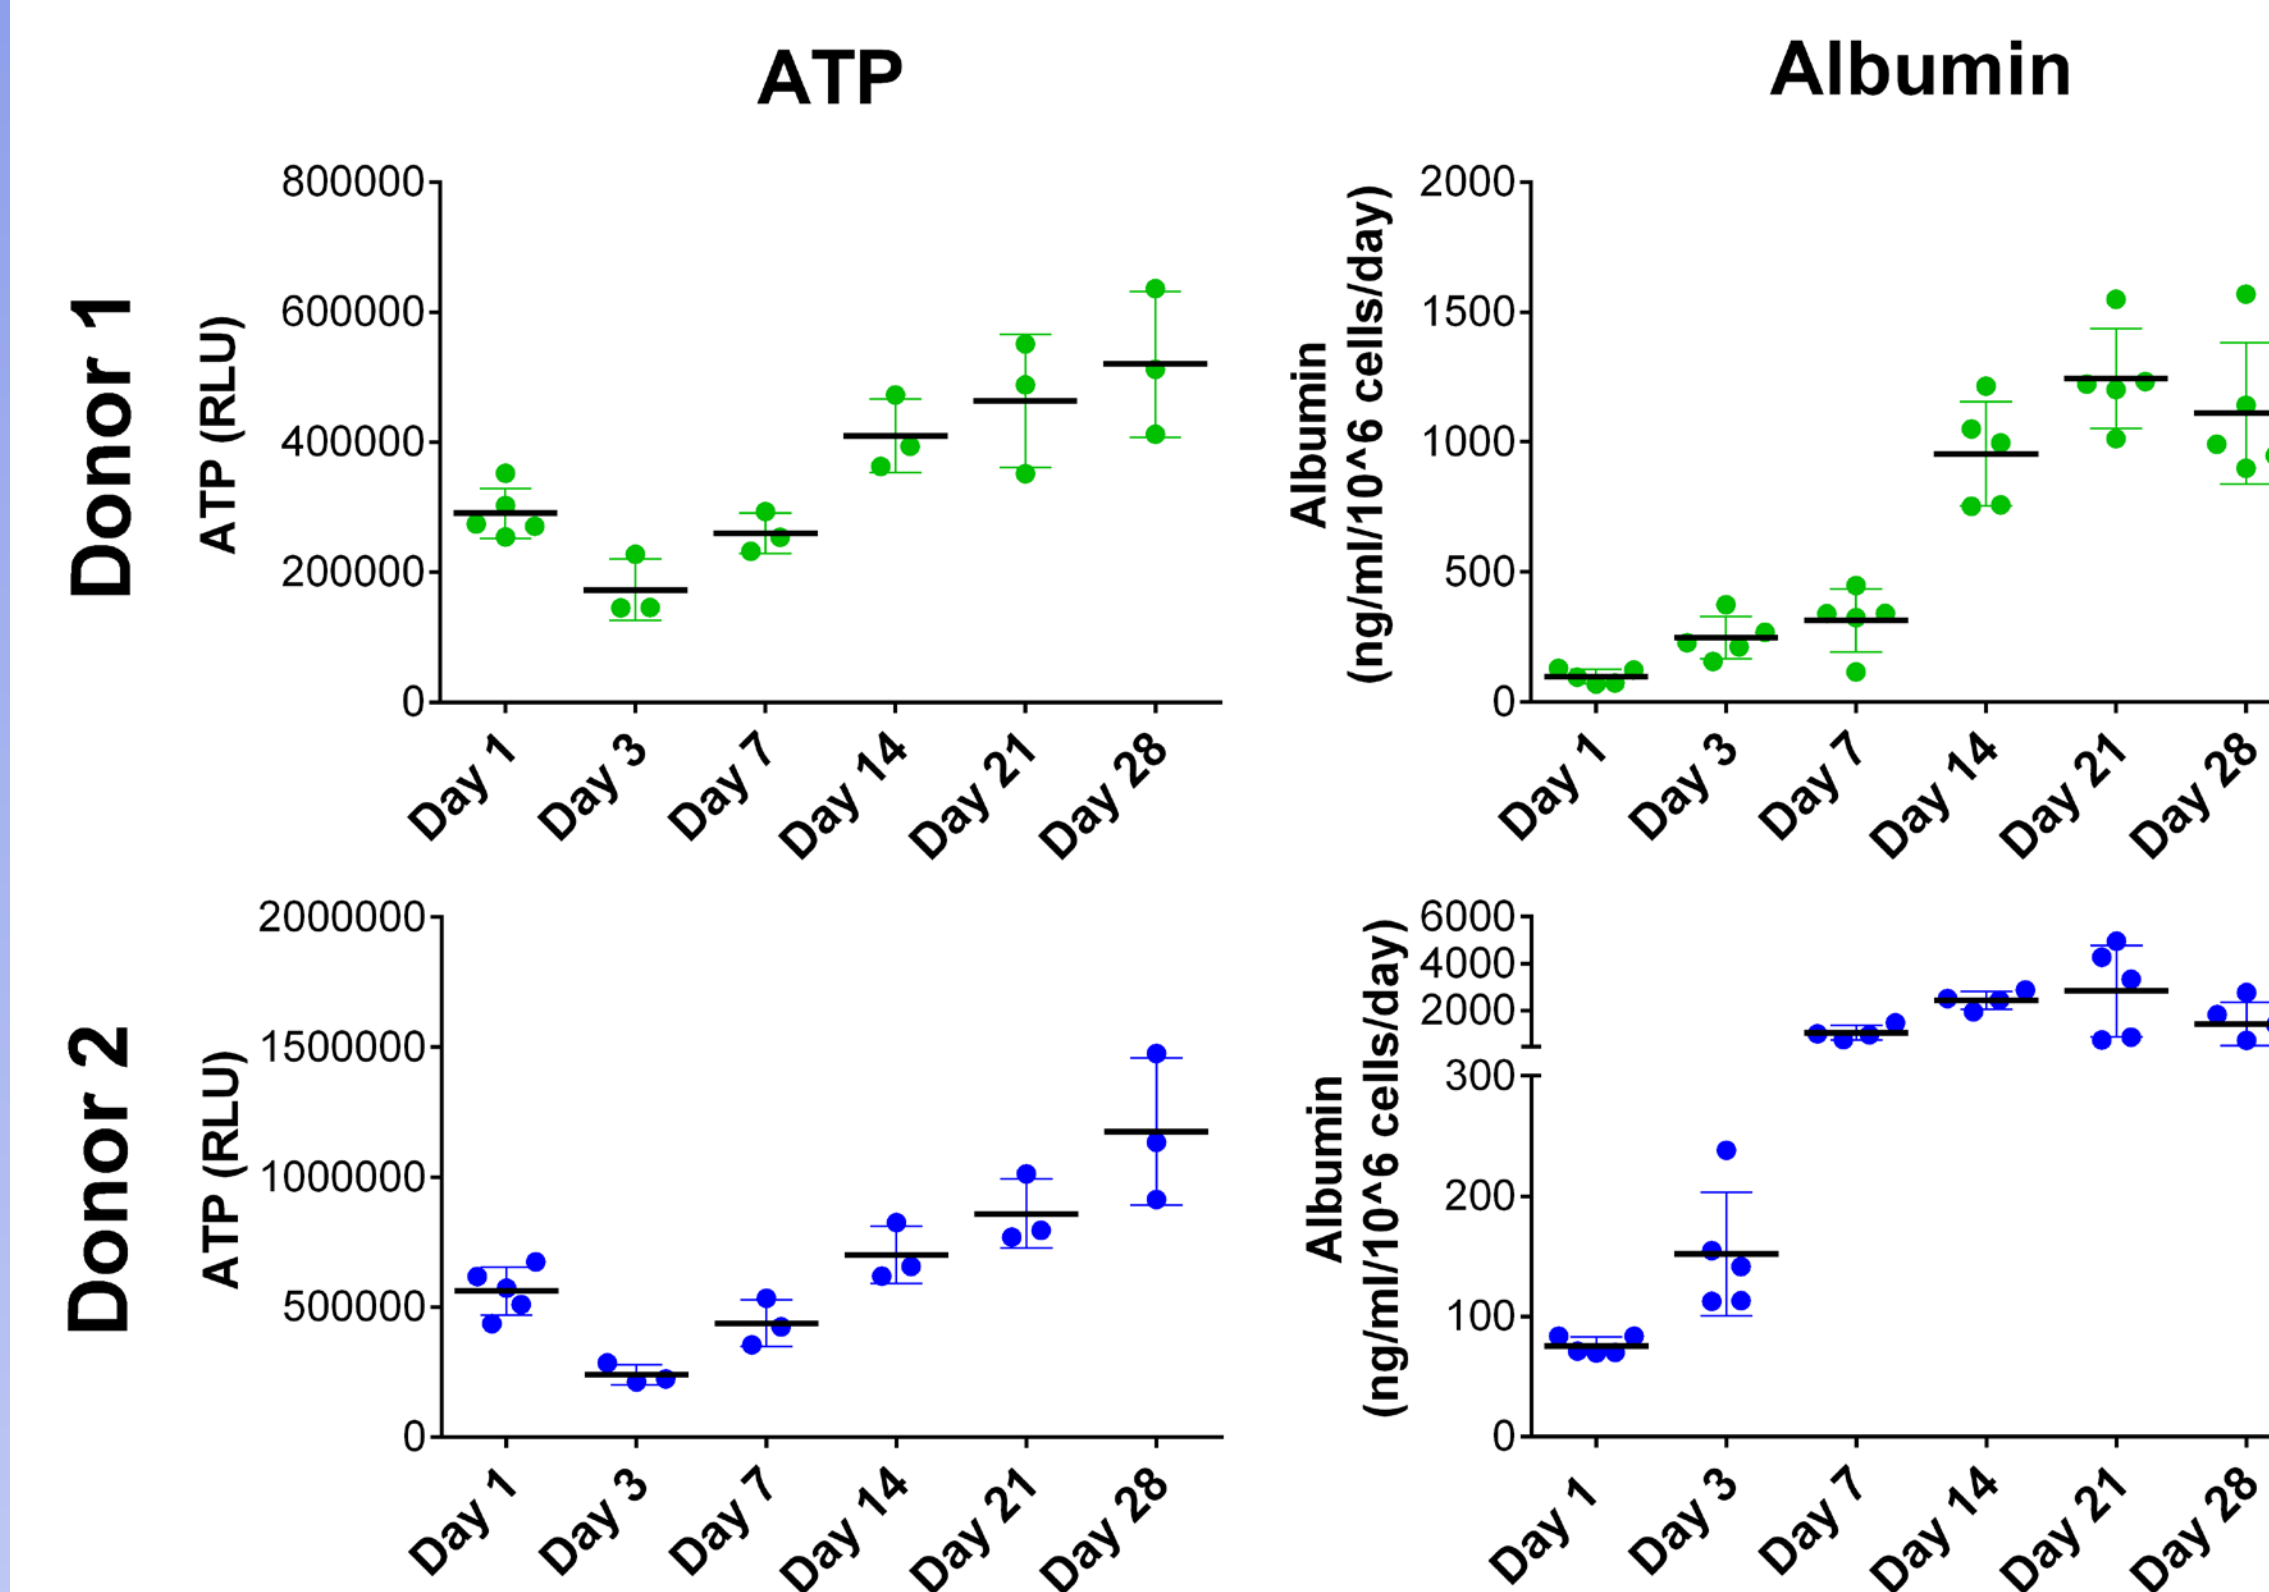 ATP
Albumin
Donor 1
ATP (RLU)
800000
600000
400000
200000
0
Day 1
Day 3
Day 7
Day 14
Day 21
Day 28
Albumin
(ng/ml/10^6 cells/day)
2000
1500
1000
500
0
Day 1
Day 3
Day 7
Day 14
Day 21
Day 28
Donor 2
ATP (RLU)
2000000
1500000
1000000
500000
0
Day 1
Day 3
Day 7
Day 14
Day 21
Day 28
Albumin
(ng/ml/10^6 cells/day)
6000
4000
2000
300
200
100
0
Day 1
Day 3
Day 7
Day 14
Day 21
Day 28